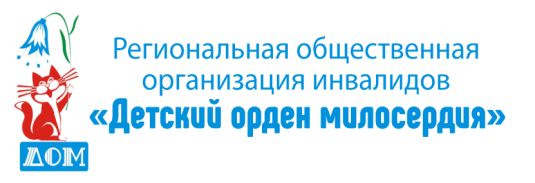 Региональная общественная
организация инвалидов
«Детский орден милосердия»
ДОМ